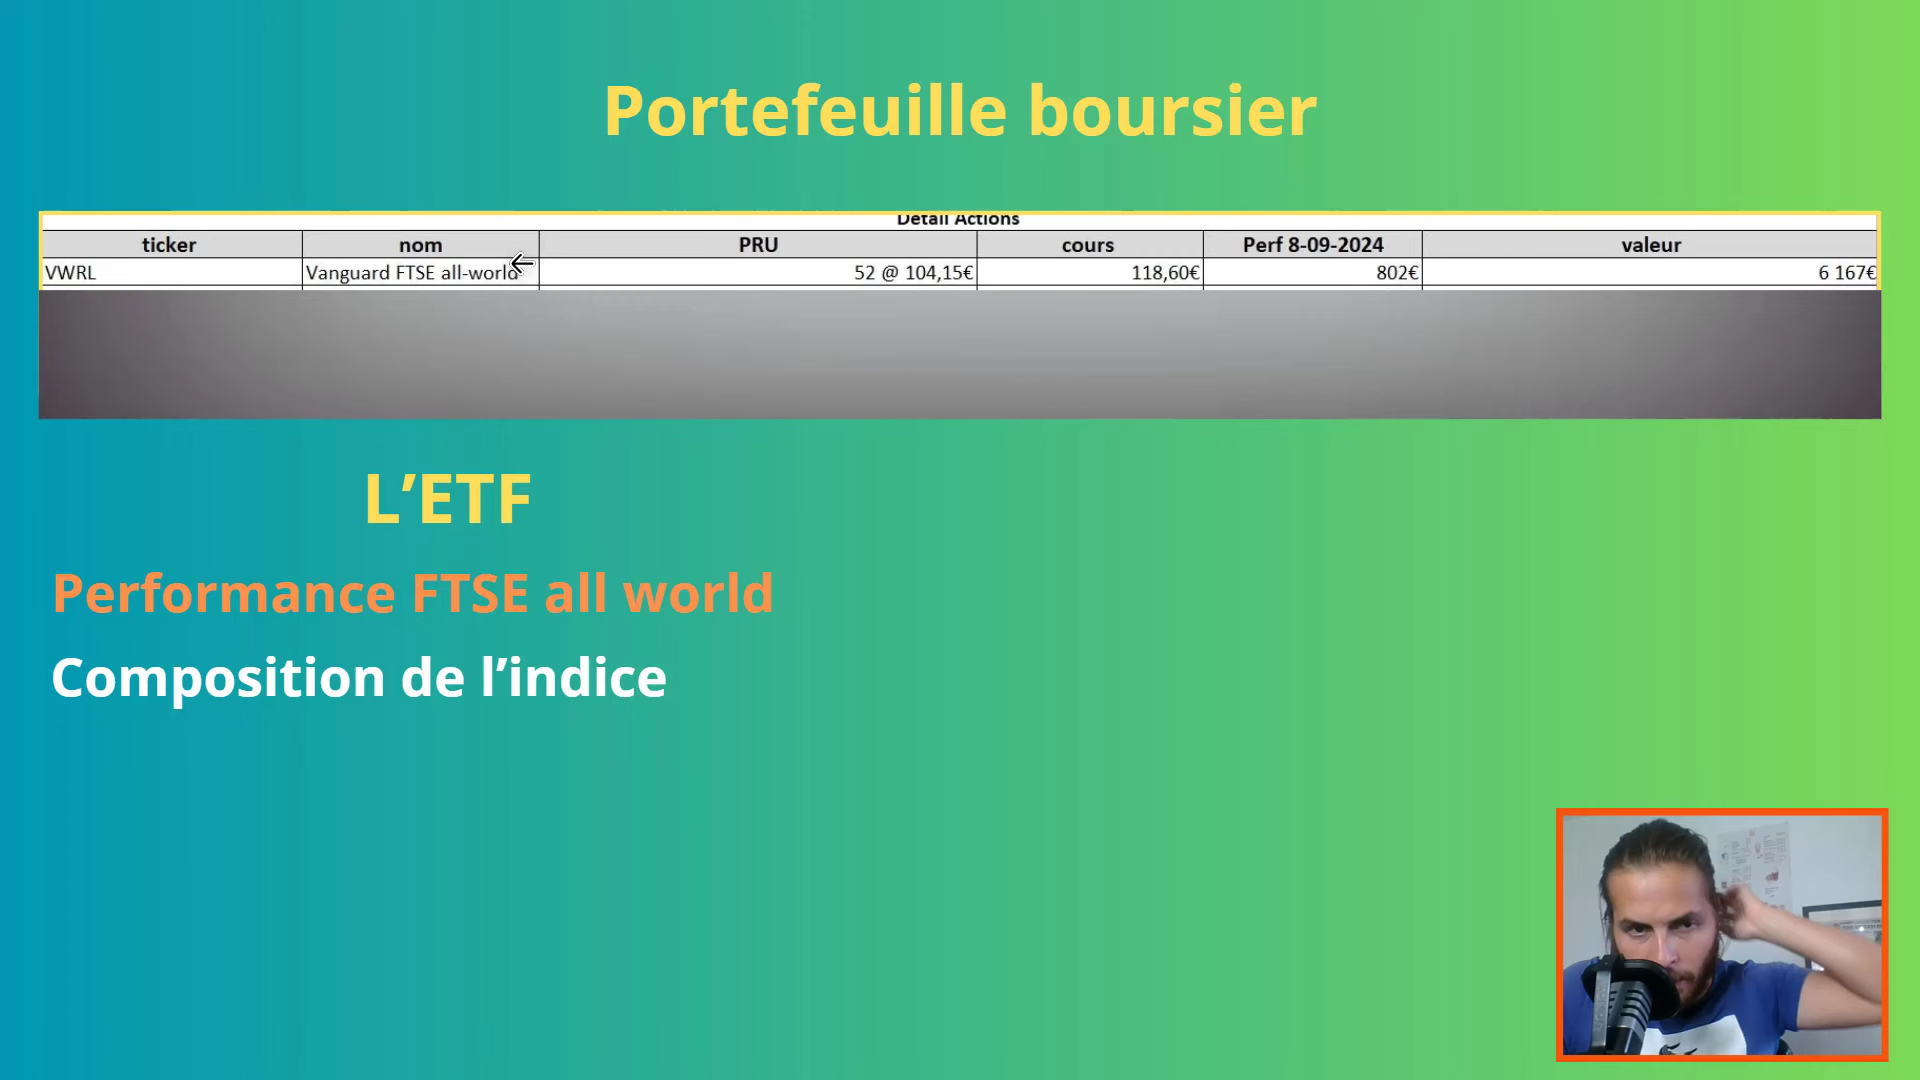 Portefeuille boursier
Détail Actions
ticker nom PRU cours Perf 8-09-2024 valeur
VWRL Vanguard FTSE all-world 52 @ 104,15€ 118,60€ 802€ 6 167€
L’ETF
Performance FTSE all world
Composition de l’indice